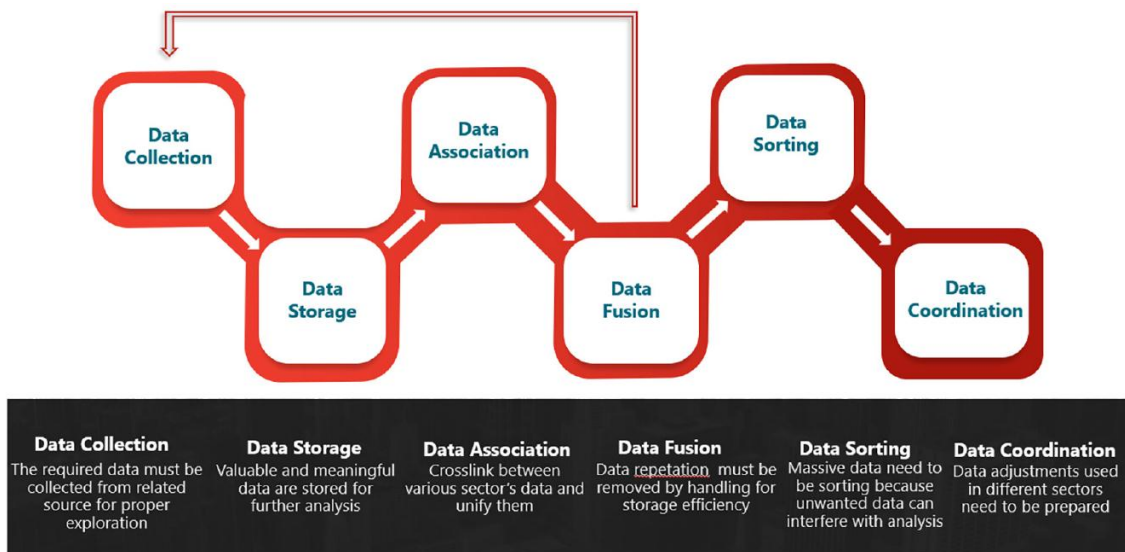 Data
Collection
Data
Storage
Data
Association
Data
Fusion
Data
Sorting
Data
Coordination
Data Collection
The required data must be
collected from related
source for proper
exploration
Data Storage
Valuable and meaningful
data are stored for
further analysis
Data Association
Crosslink between
various sector's data and
unify them
Data Fusion
Data repetation must be
removed by handling for
storage efficiency
Data Sorting
Massive data need to
be sorting because
unwanted data can
interfere with analysis
Data Coordination
Data adjustments used
in different sectors
need to be prepared